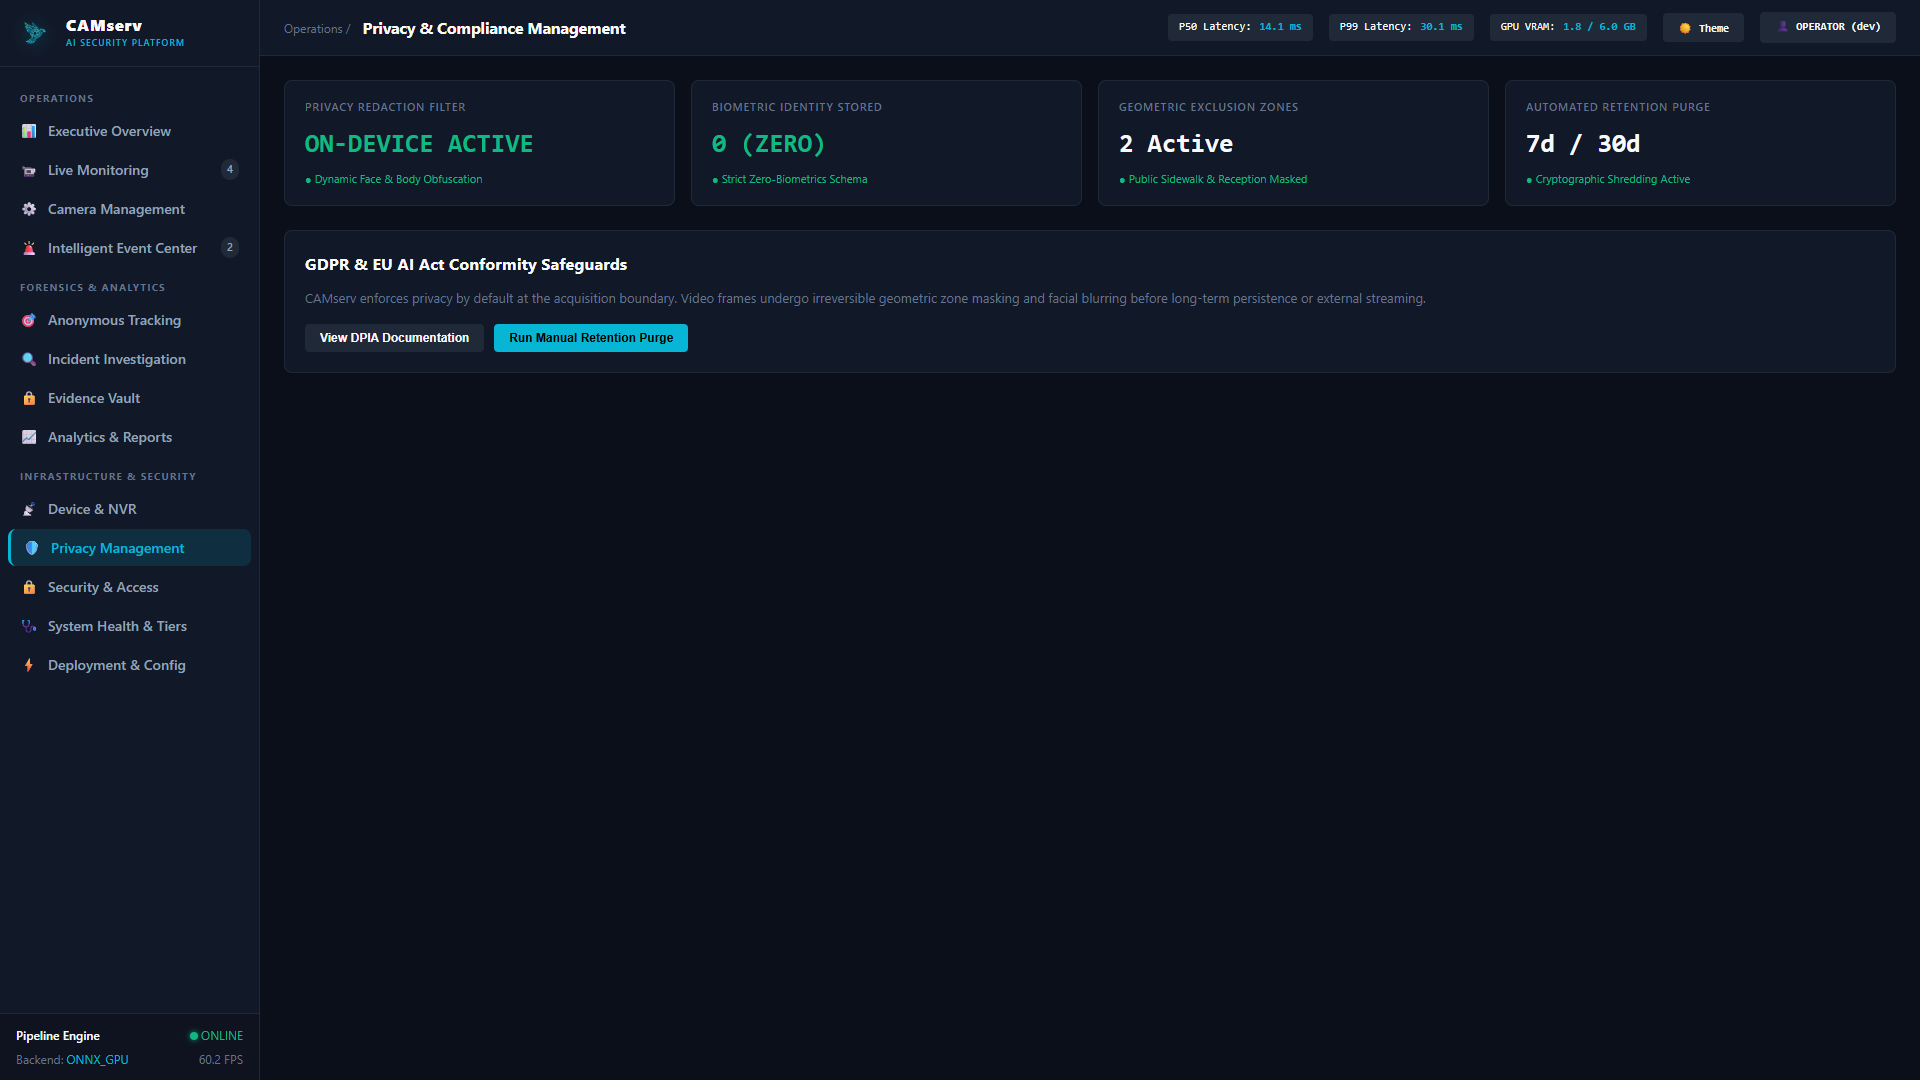 CAMserv
AI SECURITY PLATFORM
OPERATIONS
Executive Overview
Live Monitoring 4
Camera Management
Intelligent Event Center 2
FORENSICS & ANALYTICS
Anonymous Tracking
Incident Investigation
Evidence Vault
Analytics & Reports
INFRASTRUCTURE & SECURITY
Device & NVR
Privacy Management
Security & Access
System Health & Tiers
Deployment & Config
Pipeline Engine ONLINE
Backend: ONNX_GPU 60.2 FPS
Operations / Privacy & Compliance Management
P50 Latency: 14.1 ms
P99 Latency: 30.1 ms
GPU VRAM: 1.8 / 6.0 GB
Theme
OPERATOR (dev)
PRIVACY REDACTION FILTER
ON-DEVICE ACTIVE
● Dynamic Face & Body Obfuscation
BIOMETRIC IDENTITY STORED
0 (ZERO)
● Strict Zero-Biometrics Schema
GEOMETRIC EXCLUSION ZONES
2 Active
● Public Sidewalk & Reception Masked
AUTOMATED RETENTION PURGE
7d / 30d
● Cryptographic Shredding Active
GDPR & EU AI Act Conformity Safeguards
CAMserv enforces privacy by default at the acquisition boundary. Video frames undergo irreversible geometric zone masking and facial blurring before long-term persistence or external streaming.
View DPIA Documentation
Run Manual Retention Purge